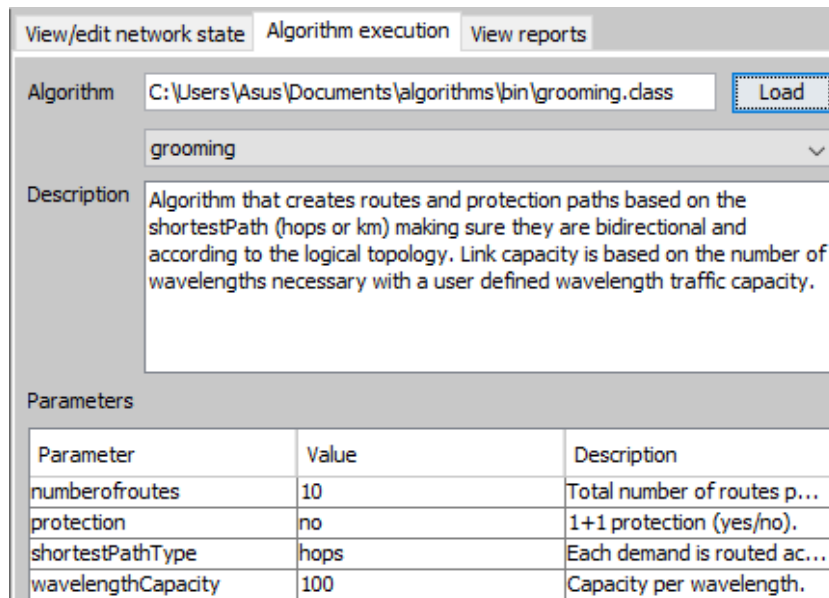 View/edit network state Algorithm execution View reports
Algorithm C:\Users\Asus\Documents\algorithms\bin\grooming.class Load
grooming
Description Algorithm that creates routes and protection paths based on the
shortestPath (hops or km) making sure they are bidirectional and
according to the logical topology. Link capacity is based on the number of
wavelengths necessary with a user defined wavelength traffic capacity.
Parameters
Parameter Value Description
numberofroutes 10 Total number of routes p...
protection no 1+1 protection (yes/no).
shortestPathType hops Each demand is routed ac...
wavelengthCapacity 100 Capacity per wavelength.